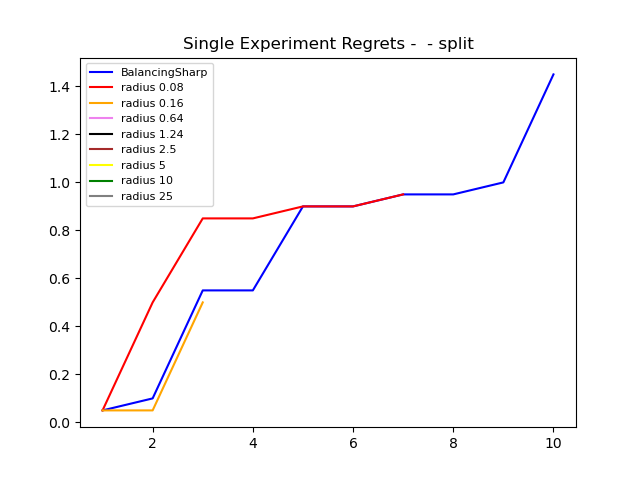 Single Experiment Regrets -  - split
BalancingSharp
radius 0.08
radius 0.16
radius 0.64
radius 1.24
radius 2.5
radius 5
radius 10
radius 25
1.4
1.2
1.0
0.8
0.6
0.4
0.2
0.0
2 4 6 8 10